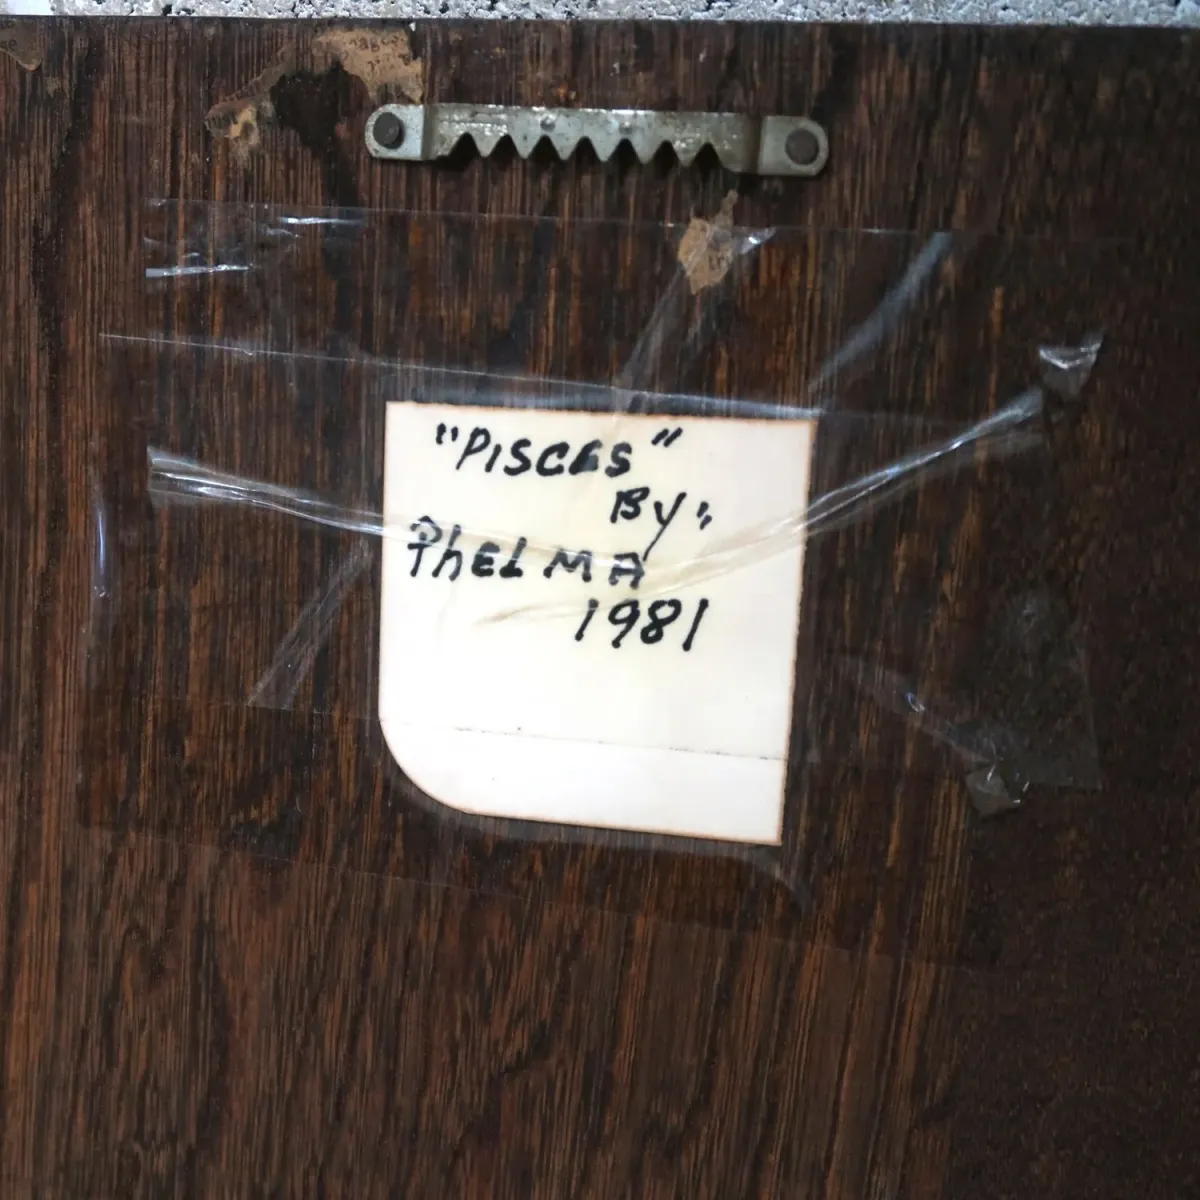 "PISCES"
By:
ThELMA
1981